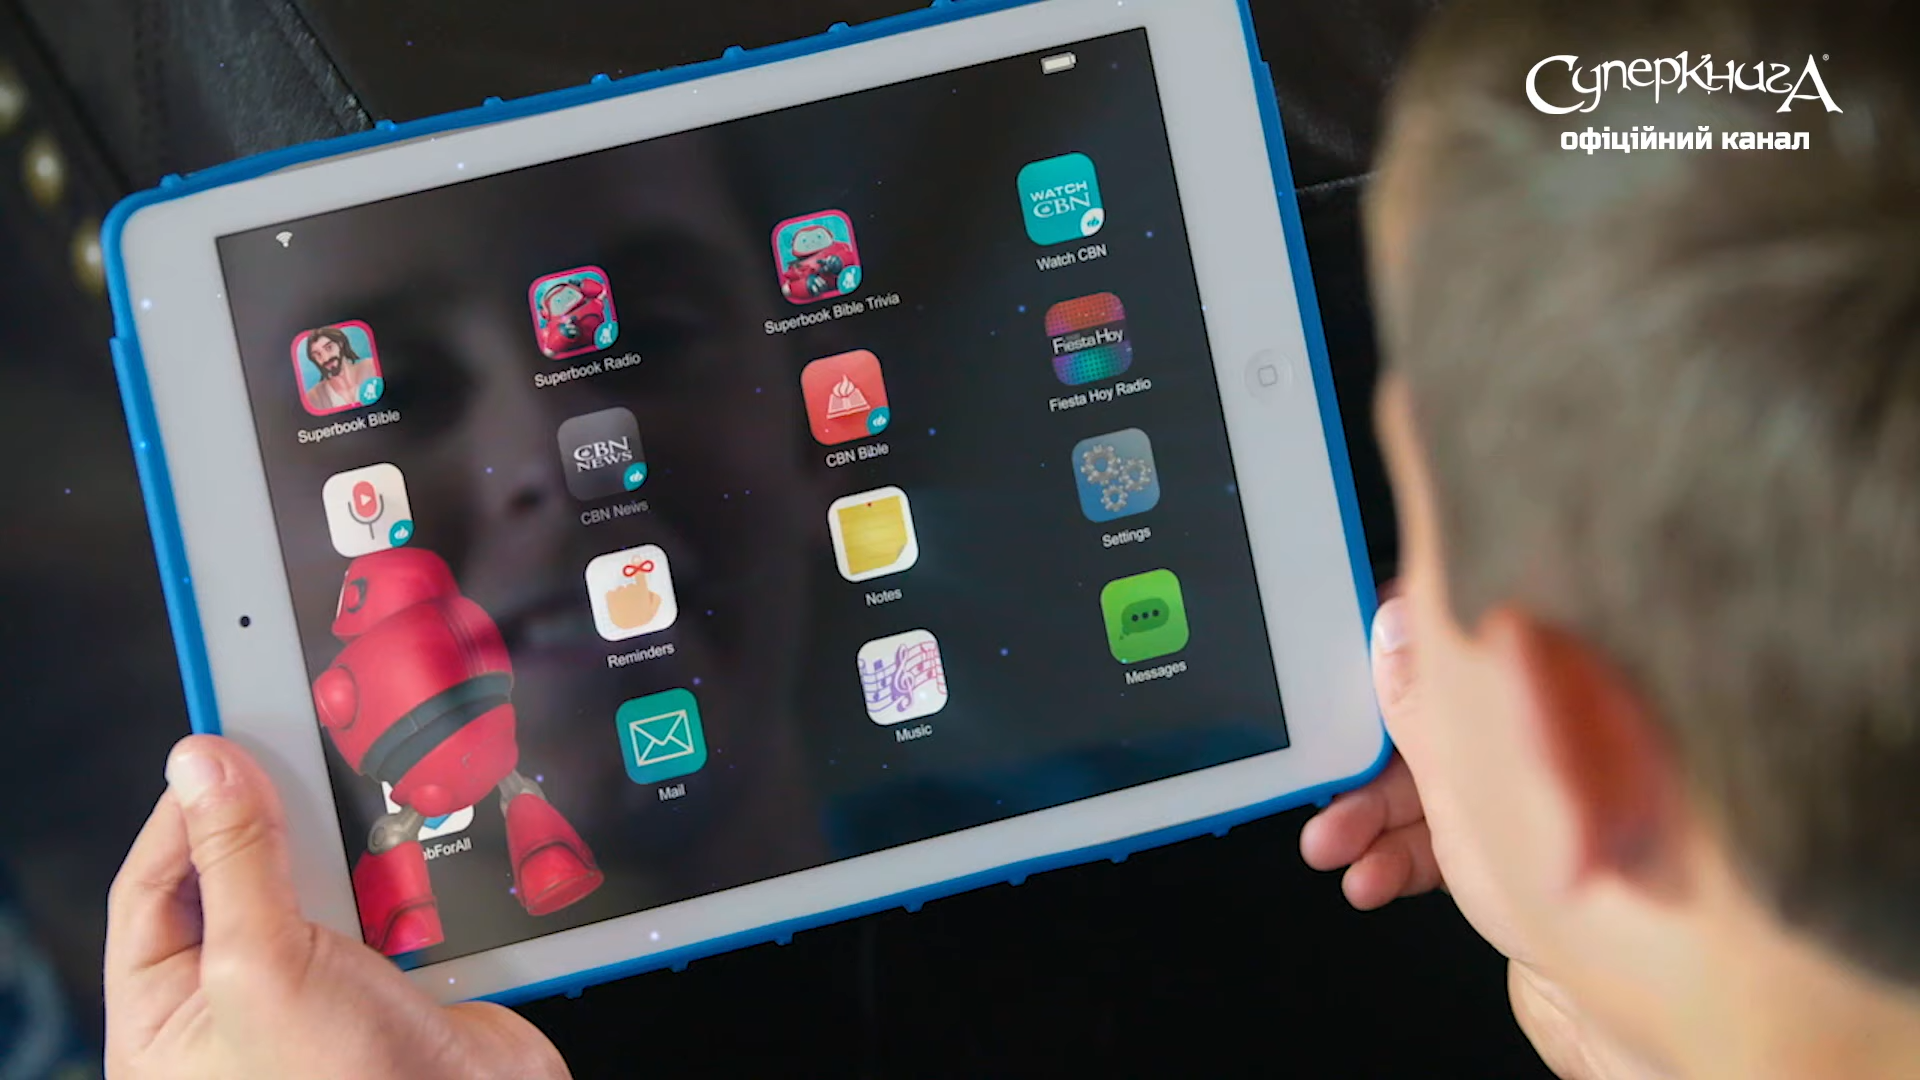 Суперкнига®
офіційний канал
WATCH
CBN
Watch CBN
Superbook Bible Trivia
Superbook Radio
Superbook Bible
Fiesta Hoy
Fiesta Hoy Radio
CBN Bible
CBN
NEWS
CBN News
Settings
Notes
Reminders
Messages
Music
Mail
bForAll